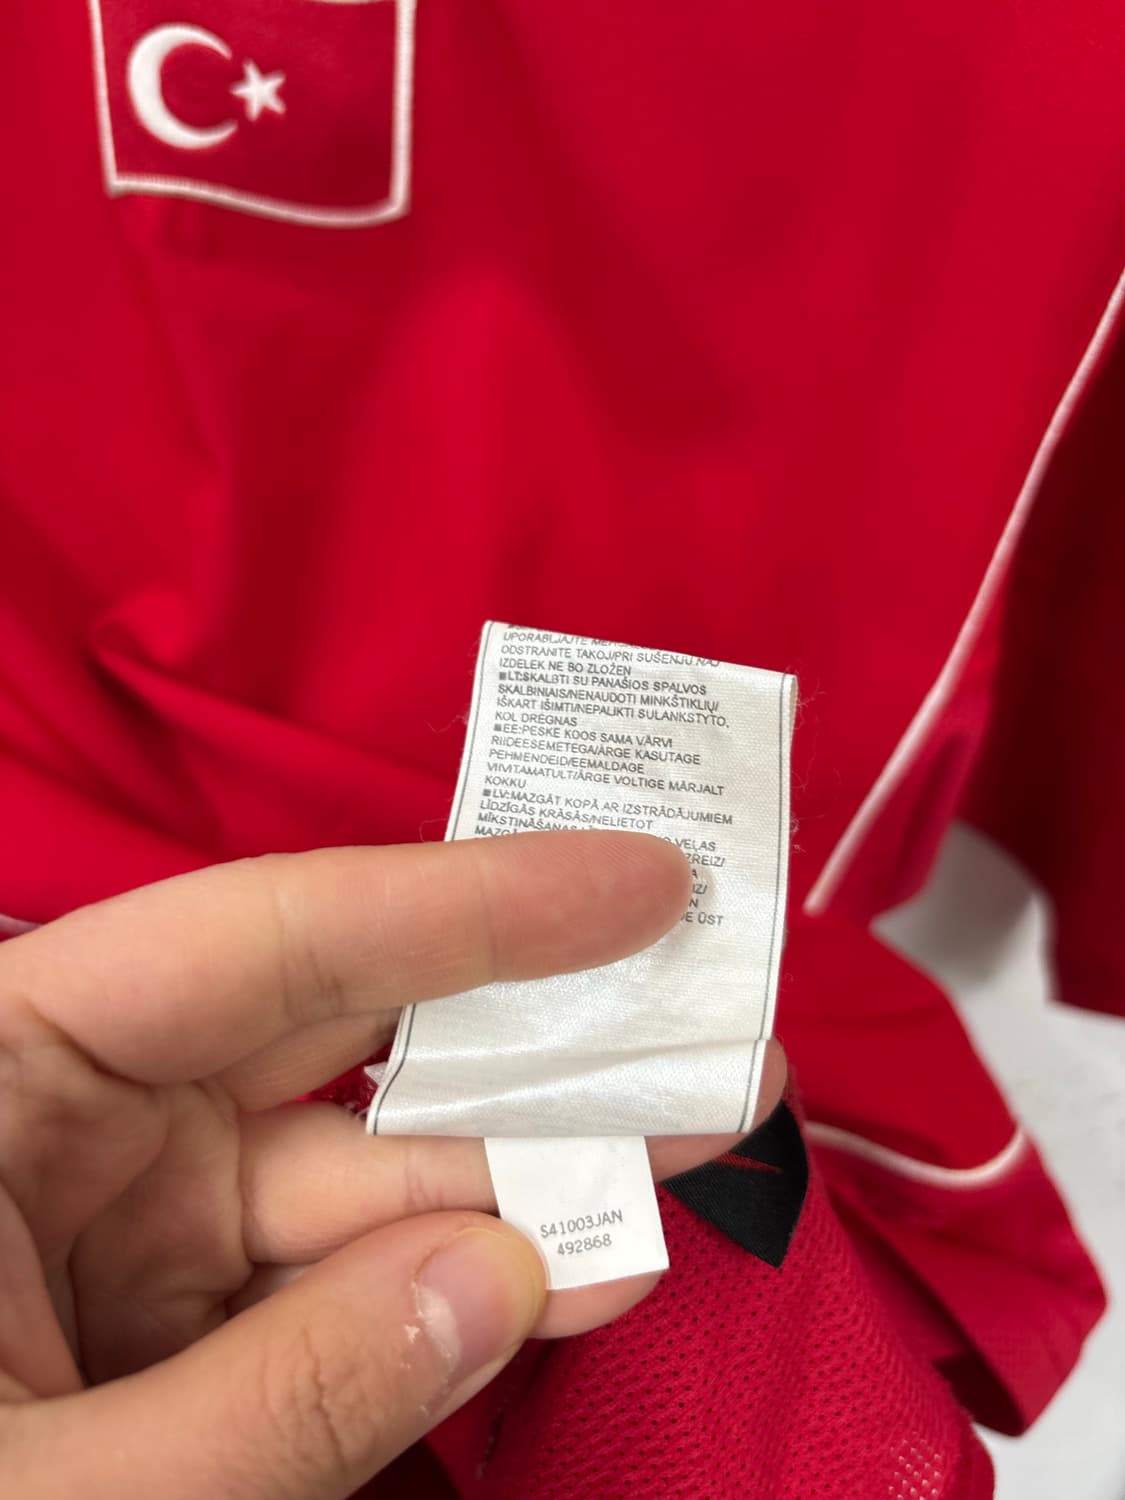 UPORABLJAJTE
ODSTRANITE TAKOJ/PRI SUŠENJU NAJ
IZDELEK NE BO ZLOŽEN
■LT:SKALBTI SU PANAŠIOS SPALVOS
SKALBINIAIS/NENAUDOTI MINKŠTIKLIŲ/
IŠKART IŠIMTI/NEPALIKTI SULANKSTYTO,
KOL DRĖGNAS
■EE:PESKE KOOS SAMA VÄRVI
RIIDEESEMETEGA/ÄRGE KASUTAGE
PEHMENDEID/EEMALDAGE
VIIVITAMATULT/ÄRGE VOLTIGE MÄRJALT
KOKKU
■LV:MAZGĀT KOPĀ AR IZSTRĀDĀJUMIEM
LĪDZĪGĀS KRĀSĀS/NELIETOT
MĪKSTINĀŠANAS VEĻAS
ÜST
S41003JAN
492868